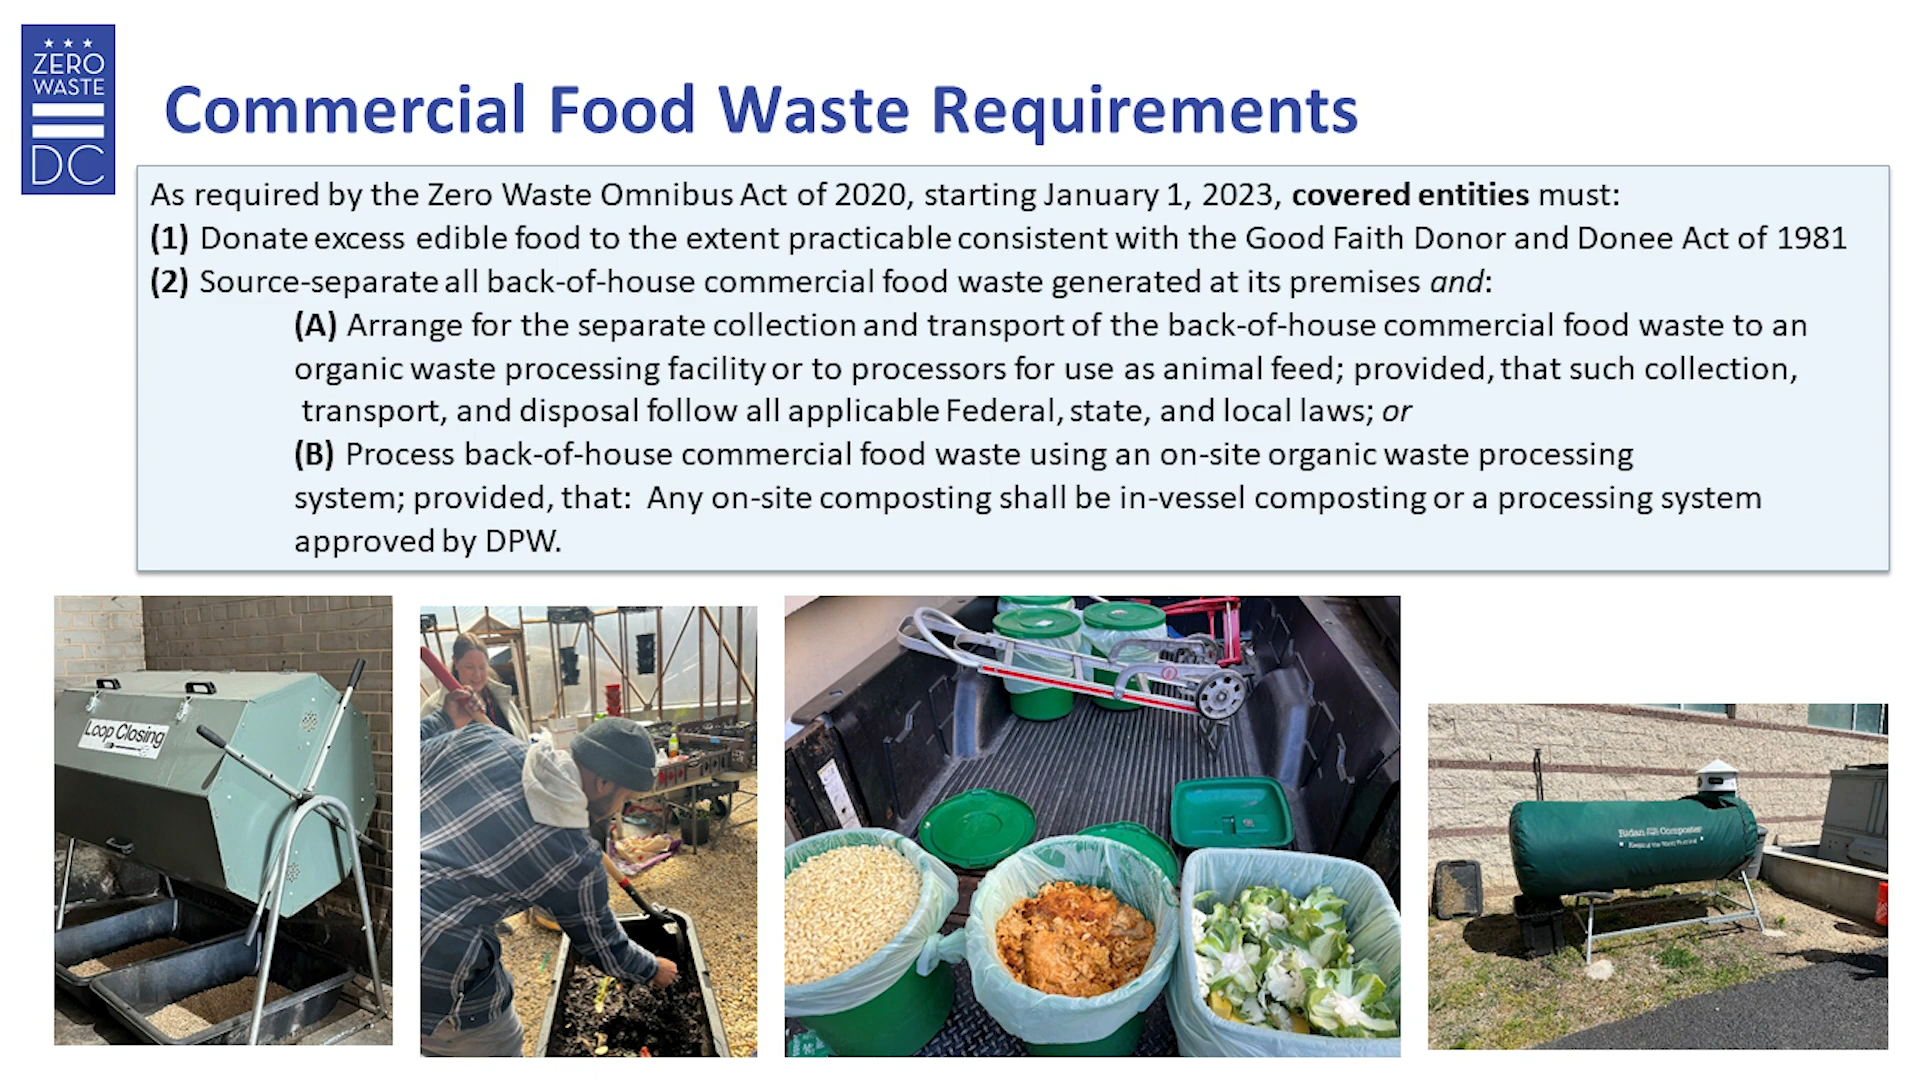 ZERO
WASTE
DC
Commercial Food Waste Requirements
As required by the Zero Waste Omnibus Act of 2020, starting January 1, 2023, covered entities must:
(1) Donate excess edible food to the extent practicable consistent with the Good Faith Donor and Donee Act of 1981
(2) Source-separate all back-of-house commercial food waste generated at its premises and:
(A) Arrange for the separate collection and transport of the back-of-house commercial food waste to an
organic waste processing facility or to processors for use as animal feed; provided, that such collection,
transport, and disposal follow all applicable Federal, state, and local laws; or
(B) Process back-of-house commercial food waste using an on-site organic waste processing
system; provided, that: Any on-site composting shall be in-vessel composting or a processing system
approved by DPW.
Loop Closing
Ridan Composter